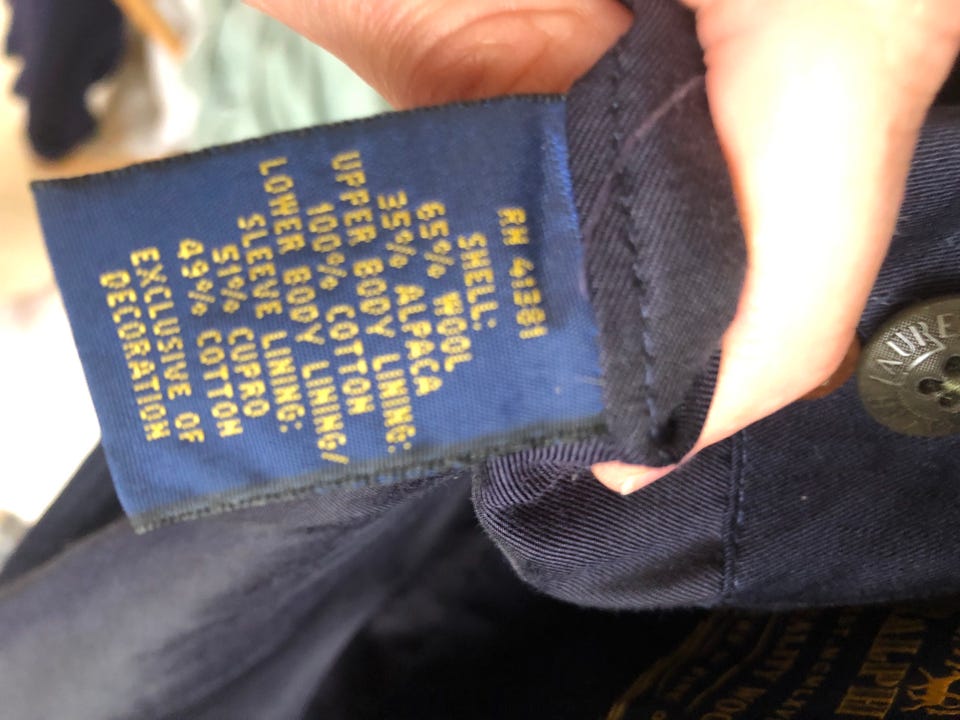 RN 41381
SHELL:
65% WOOL
35% ALPACA
UPPER BODY LINING:
100% COTTON
LOWER BODY LINING/
SLEEVE LINING:
51% CUPRO
49% COTTON
EXCLUSIVE OF
DECORATION
LAURE